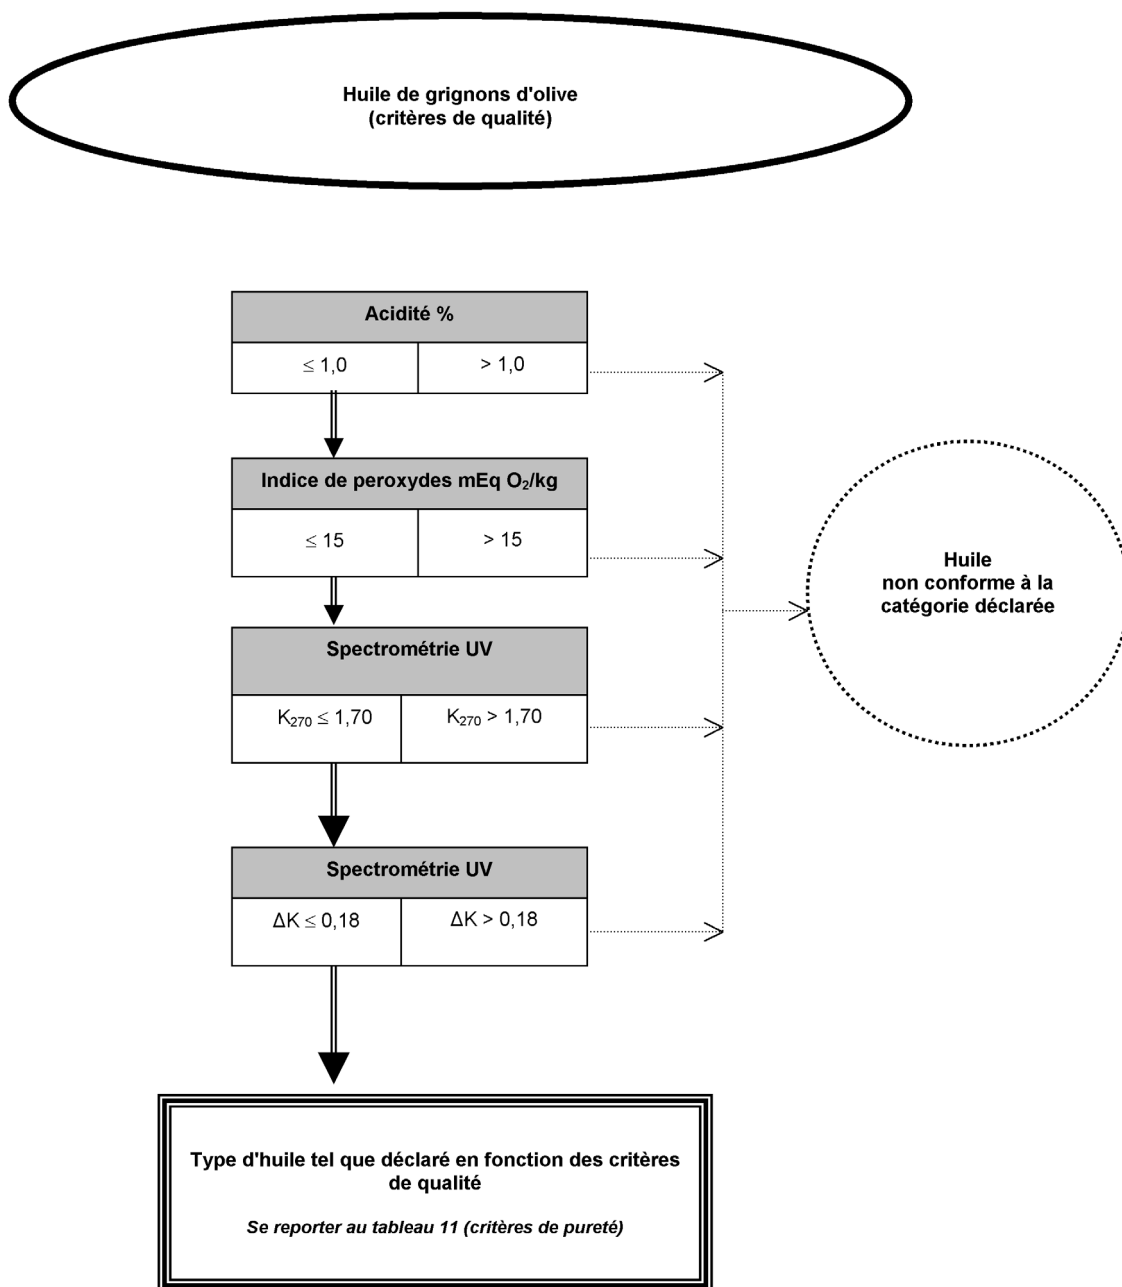 Huile de grignons d'olive
(critères de qualité)
Acidité %
≤ 1,0 > 1,0
Indice de peroxydes mEq O₂/kg
≤ 15 > 15
Huile
non conforme à la
catégorie déclarée
Spectrométrie UV
K₂₇₀ ≤ 1,70 K₂₇₀ > 1,70
Spectrométrie UV
ΔK ≤ 0,18 ΔK > 0,18
Type d'huile tel que déclaré en fonction des critères
de qualité
Se reporter au tableau 11 (critères de pureté)